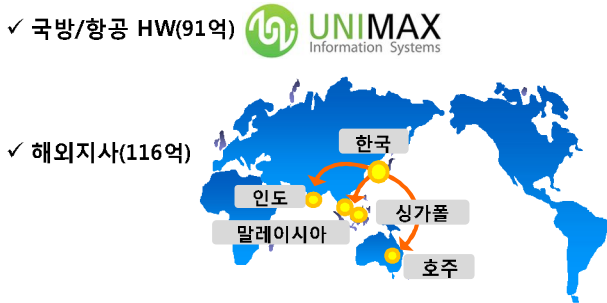 ✓ 국방/항공 HW(91억)
UNIMAX
Information Systems
✓ 해외지사(116억)
한국
인도
싱가폴
말레이시아
호주